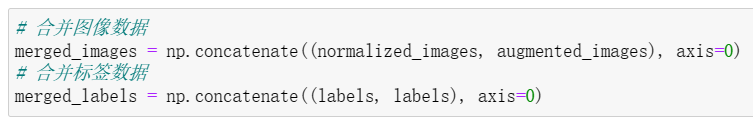 # 合并图像数据
merged_images = np.concatenate((normalized_images, augmented_images), axis=0)
# 合并标签数据
merged_labels = np.concatenate((labels, labels), axis=0)